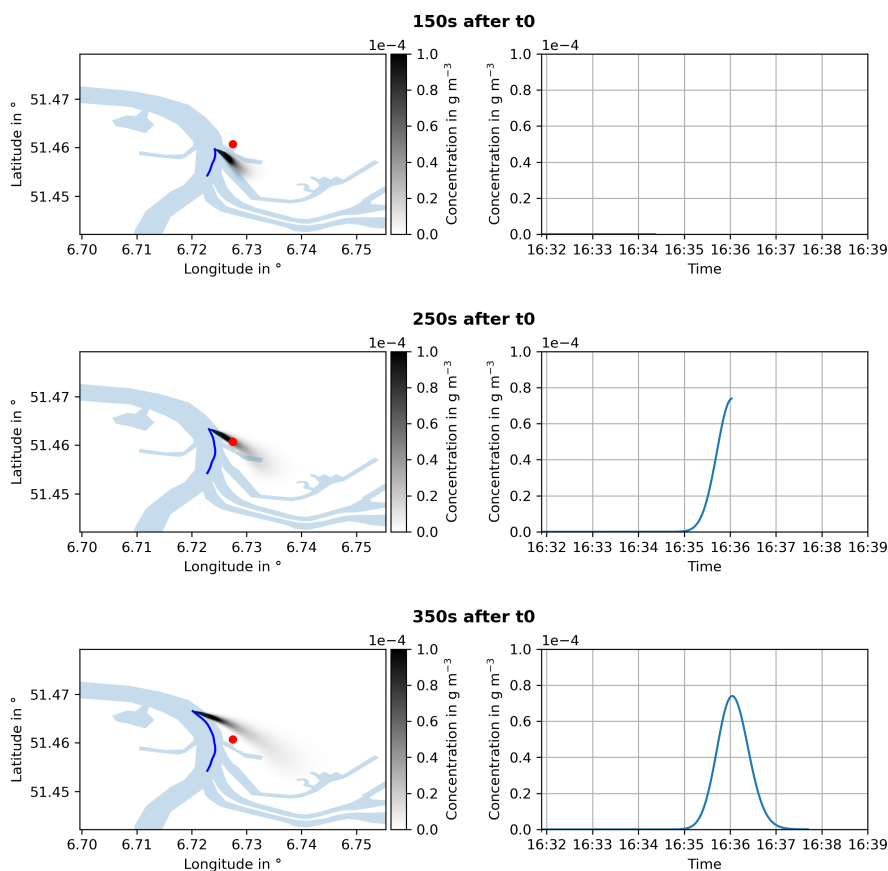 150s after t0
1e−4
1e−4
51.47
51.46
51.45
Latitude in °
6.70 6.71 6.72 6.73 6.74 6.75
Longitude in °
1.0
0.8
0.6
0.4
0.2
0.0
Concentration in g m⁻³
1.0
0.8
0.6
0.4
0.2
0.0
Concentration in g m⁻³
16:32 16:33 16:34 16:35 16:36 16:37 16:38 16:39
Time
250s after t0
1e−4
1e−4
51.47
51.46
51.45
Latitude in °
6.70 6.71 6.72 6.73 6.74 6.75
Longitude in °
1.0
0.8
0.6
0.4
0.2
0.0
Concentration in g m⁻³
1.0
0.8
0.6
0.4
0.2
0.0
Concentration in g m⁻³
16:32 16:33 16:34 16:35 16:36 16:37 16:38 16:39
Time
350s after t0
1e−4
1e−4
51.47
51.46
51.45
Latitude in °
6.70 6.71 6.72 6.73 6.74 6.75
Longitude in °
1.0
0.8
0.6
0.4
0.2
0.0
Concentration in g m⁻³
1.0
0.8
0.6
0.4
0.2
0.0
Concentration in g m⁻³
16:32 16:33 16:34 16:35 16:36 16:37 16:38 16:39
Time